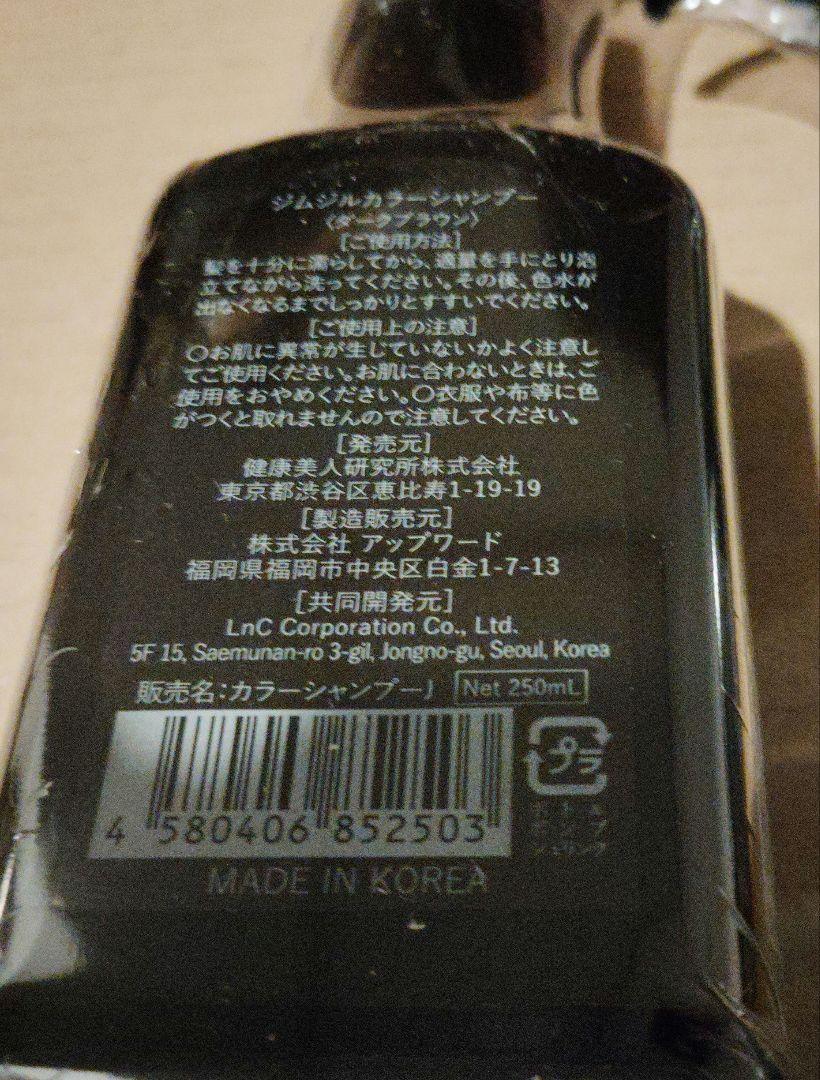 ジムジルカラーシャンプー
〈ダークブラウン〉
[ご使用方法]
髪を十分に濡らしてから、適量を手にとり泡
立てながら洗ってください。その後、色水が
出なくなるまでしっかりとすすいでください。
[ご使用上の注意]
○お肌に異常が生じていないかよく注意し
てご使用ください。お肌に合わないときは、ご
使用をおやめください。○衣服や布等に色
がつくと取れませんので注意してください。
[発売元]
健康美人研究所株式会社
東京都渋谷区恵比寿1-19-19
[製造販売元]
株式会社 アップワード
福岡県福岡市中央区白金1-7-13
[共同開発元]
LnC Corporation Co., Ltd.
5F 15, Saemunan-ro 3-gil, Jongno-gu, Seoul, Korea
販売名:カラーシャンプーJ Net 250mL
プラ
ボトル
ポンプ
シュリンク
4 580406 852503
MADE IN KOREA